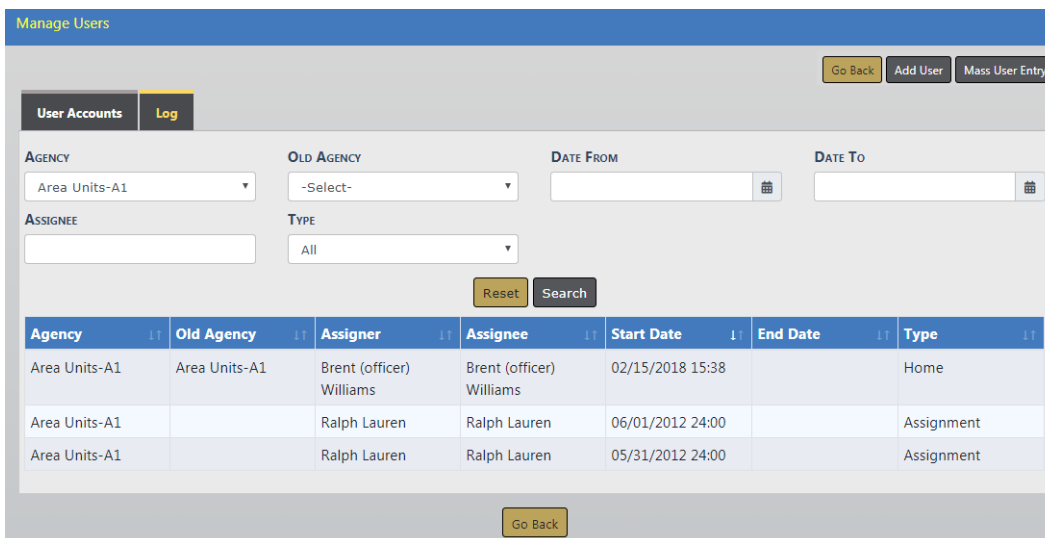 Manage Users
Go Back Add User Mass User Entry
User Accounts Log
Agency Old Agency Date From Date To
Area Units-A1 -Select-
Assignee Type
All
Reset Search
Agency Old Agency Assigner Assignee Start Date End Date Type
Area Units-A1 Area Units-A1 Brent (officer) Brent (officer) 02/15/2018 15:38 Home
Williams Williams
Area Units-A1 Ralph Lauren Ralph Lauren 06/01/2012 24:00 Assignment
Area Units-A1 Ralph Lauren Ralph Lauren 05/31/2012 24:00 Assignment
Go Back